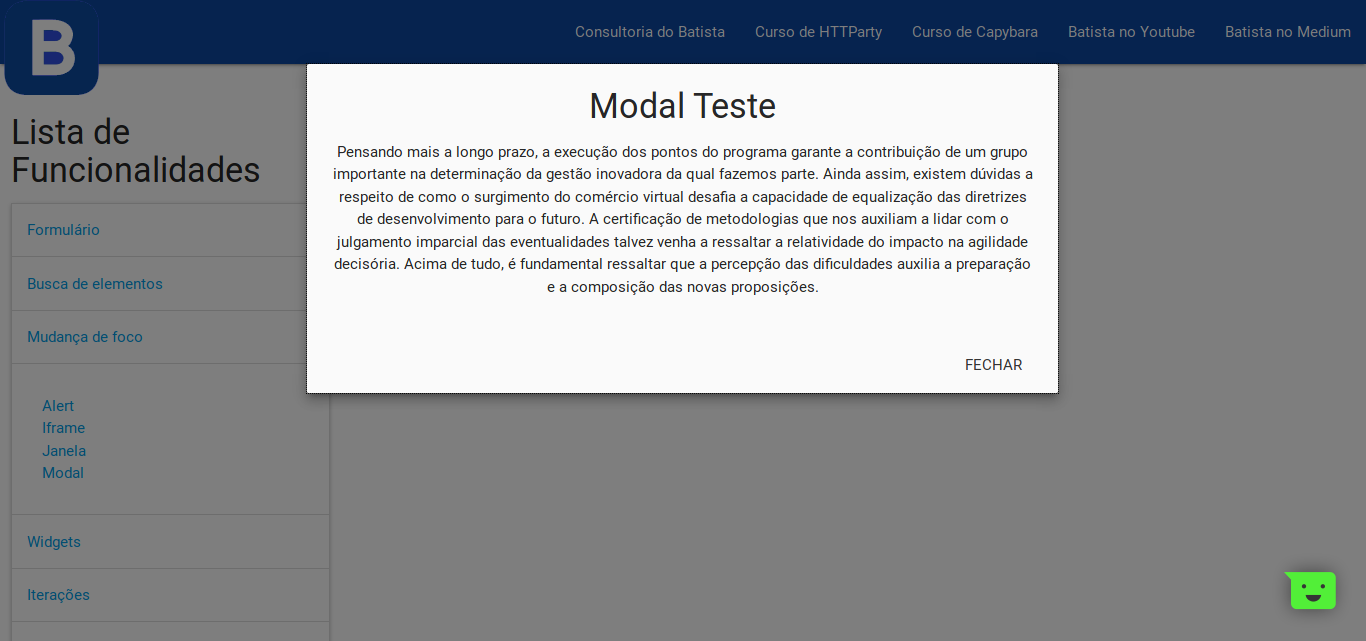 B
Consultoria do Batista
Curso de HTTParty
Curso de Capybara
Batista no Youtube
Batista no Medium
Lista de
Funcionalidades
Formulário
Busca de elementos
Mudança de foco
Alert
Iframe
Janela
Modal
Widgets
Iterações
Modal Teste
Pensando mais a longo prazo, a execução dos pontos do programa garante a contribuição de um grupo
importante na determinação da gestão inovadora da qual fazemos parte. Ainda assim, existem dúvidas a
respeito de como o surgimento do comércio virtual desafia a capacidade de equalização das diretrizes
de desenvolvimento para o futuro. A certificação de metodologias que nos auxiliam a lidar com o
julgamento imparcial das eventualidades talvez venha a ressaltar a relatividade do impacto na agilidade
decisória. Acima de tudo, é fundamental ressaltar que a percepção das dificuldades auxilia a preparação
e a composição das novas proposições.
FECHAR